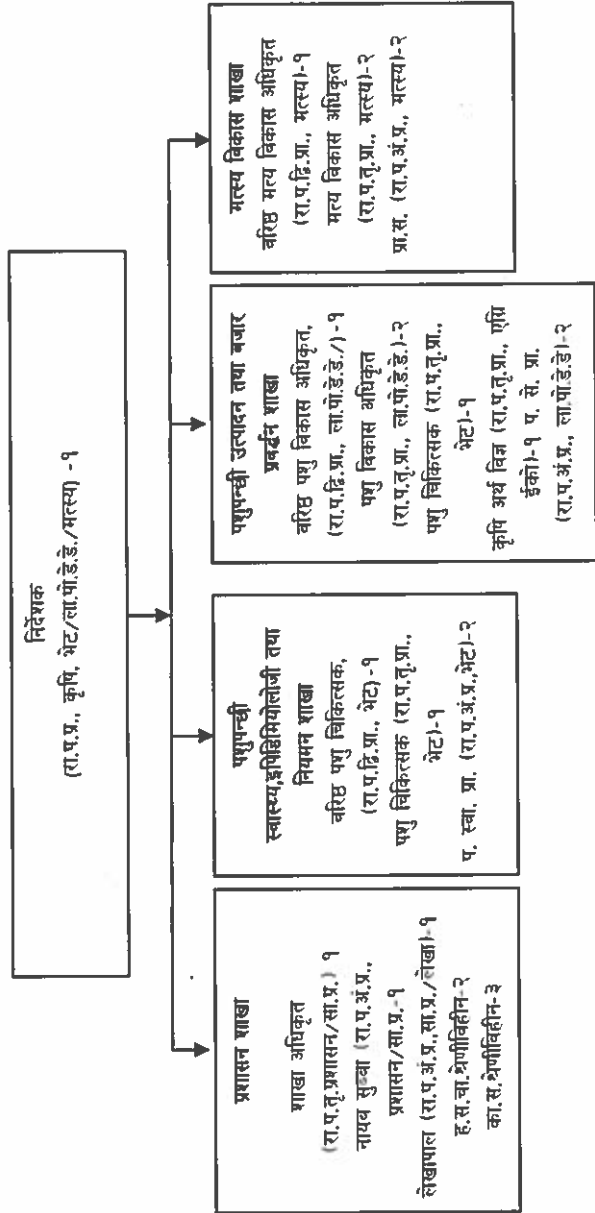 निर्देशक
(रा.प.प्र., कृषि, भेट/ला.पो.डे.डे./मत्स्य) -१
प्रशासन शाखा
शाखा अधिकृत
(रा.प.तृ.प्रशासन/सा.प्र.) १
नायब सुब्बा (रा.प.अं.प्र.,
प्रशासन/सा.प्र.-१
लेखापाल (रा.प.अं.प्र.,सा.प्र./लेखा)-१
ह.स.चा.श्रेणीविहीन-२
का.स.श्रेणीविहीन-३
पशुपन्छी
स्वास्थ्य,इपिडिमियोलोजी तथा
नियमन शाखा
वरिष्ठ पशु चिकित्सक,
(रा.प.द्वि.प्रा., भेट)-१
पशु चिकित्सक (रा.प.तृ.प्रा.,
भेट)-१
प. स्वा. प्रा. (रा.प.अं.प्र.,भेट)-२
पशुपन्छी उत्पादन तथा बजार
प्रवर्द्धन शाखा
वरिष्ठ पशु विकास अधिकृत,
(रा.प.द्वि.प्रा., ला.पो.डे.डे./)-१
पशु विकास अधिकृत
(रा.प.तृ.प्रा., ला.पो.डे.डे.)-२
पशु चिकित्सक (रा.प.तृ.प्रा.,
भेट)-१
कृषि अर्थ विज्ञ (रा.प.तृ.प्रा., एग्रि
ईको)-१ प. से. प्रा.
(रा.प.अं.प्र., ला.पो.डे.डे)-२
मत्स्य विकास शाखा
वरिष्ठ मत्य विकास अधिकृत
(रा.प.द्वि.प्रा., मत्स्य)-१
मत्य विकास अधिकृत
(रा.प.तृ.प्रा., मत्स्य)-२
प्रा.स. (रा.प.अं.प्र., मत्स्य)-२